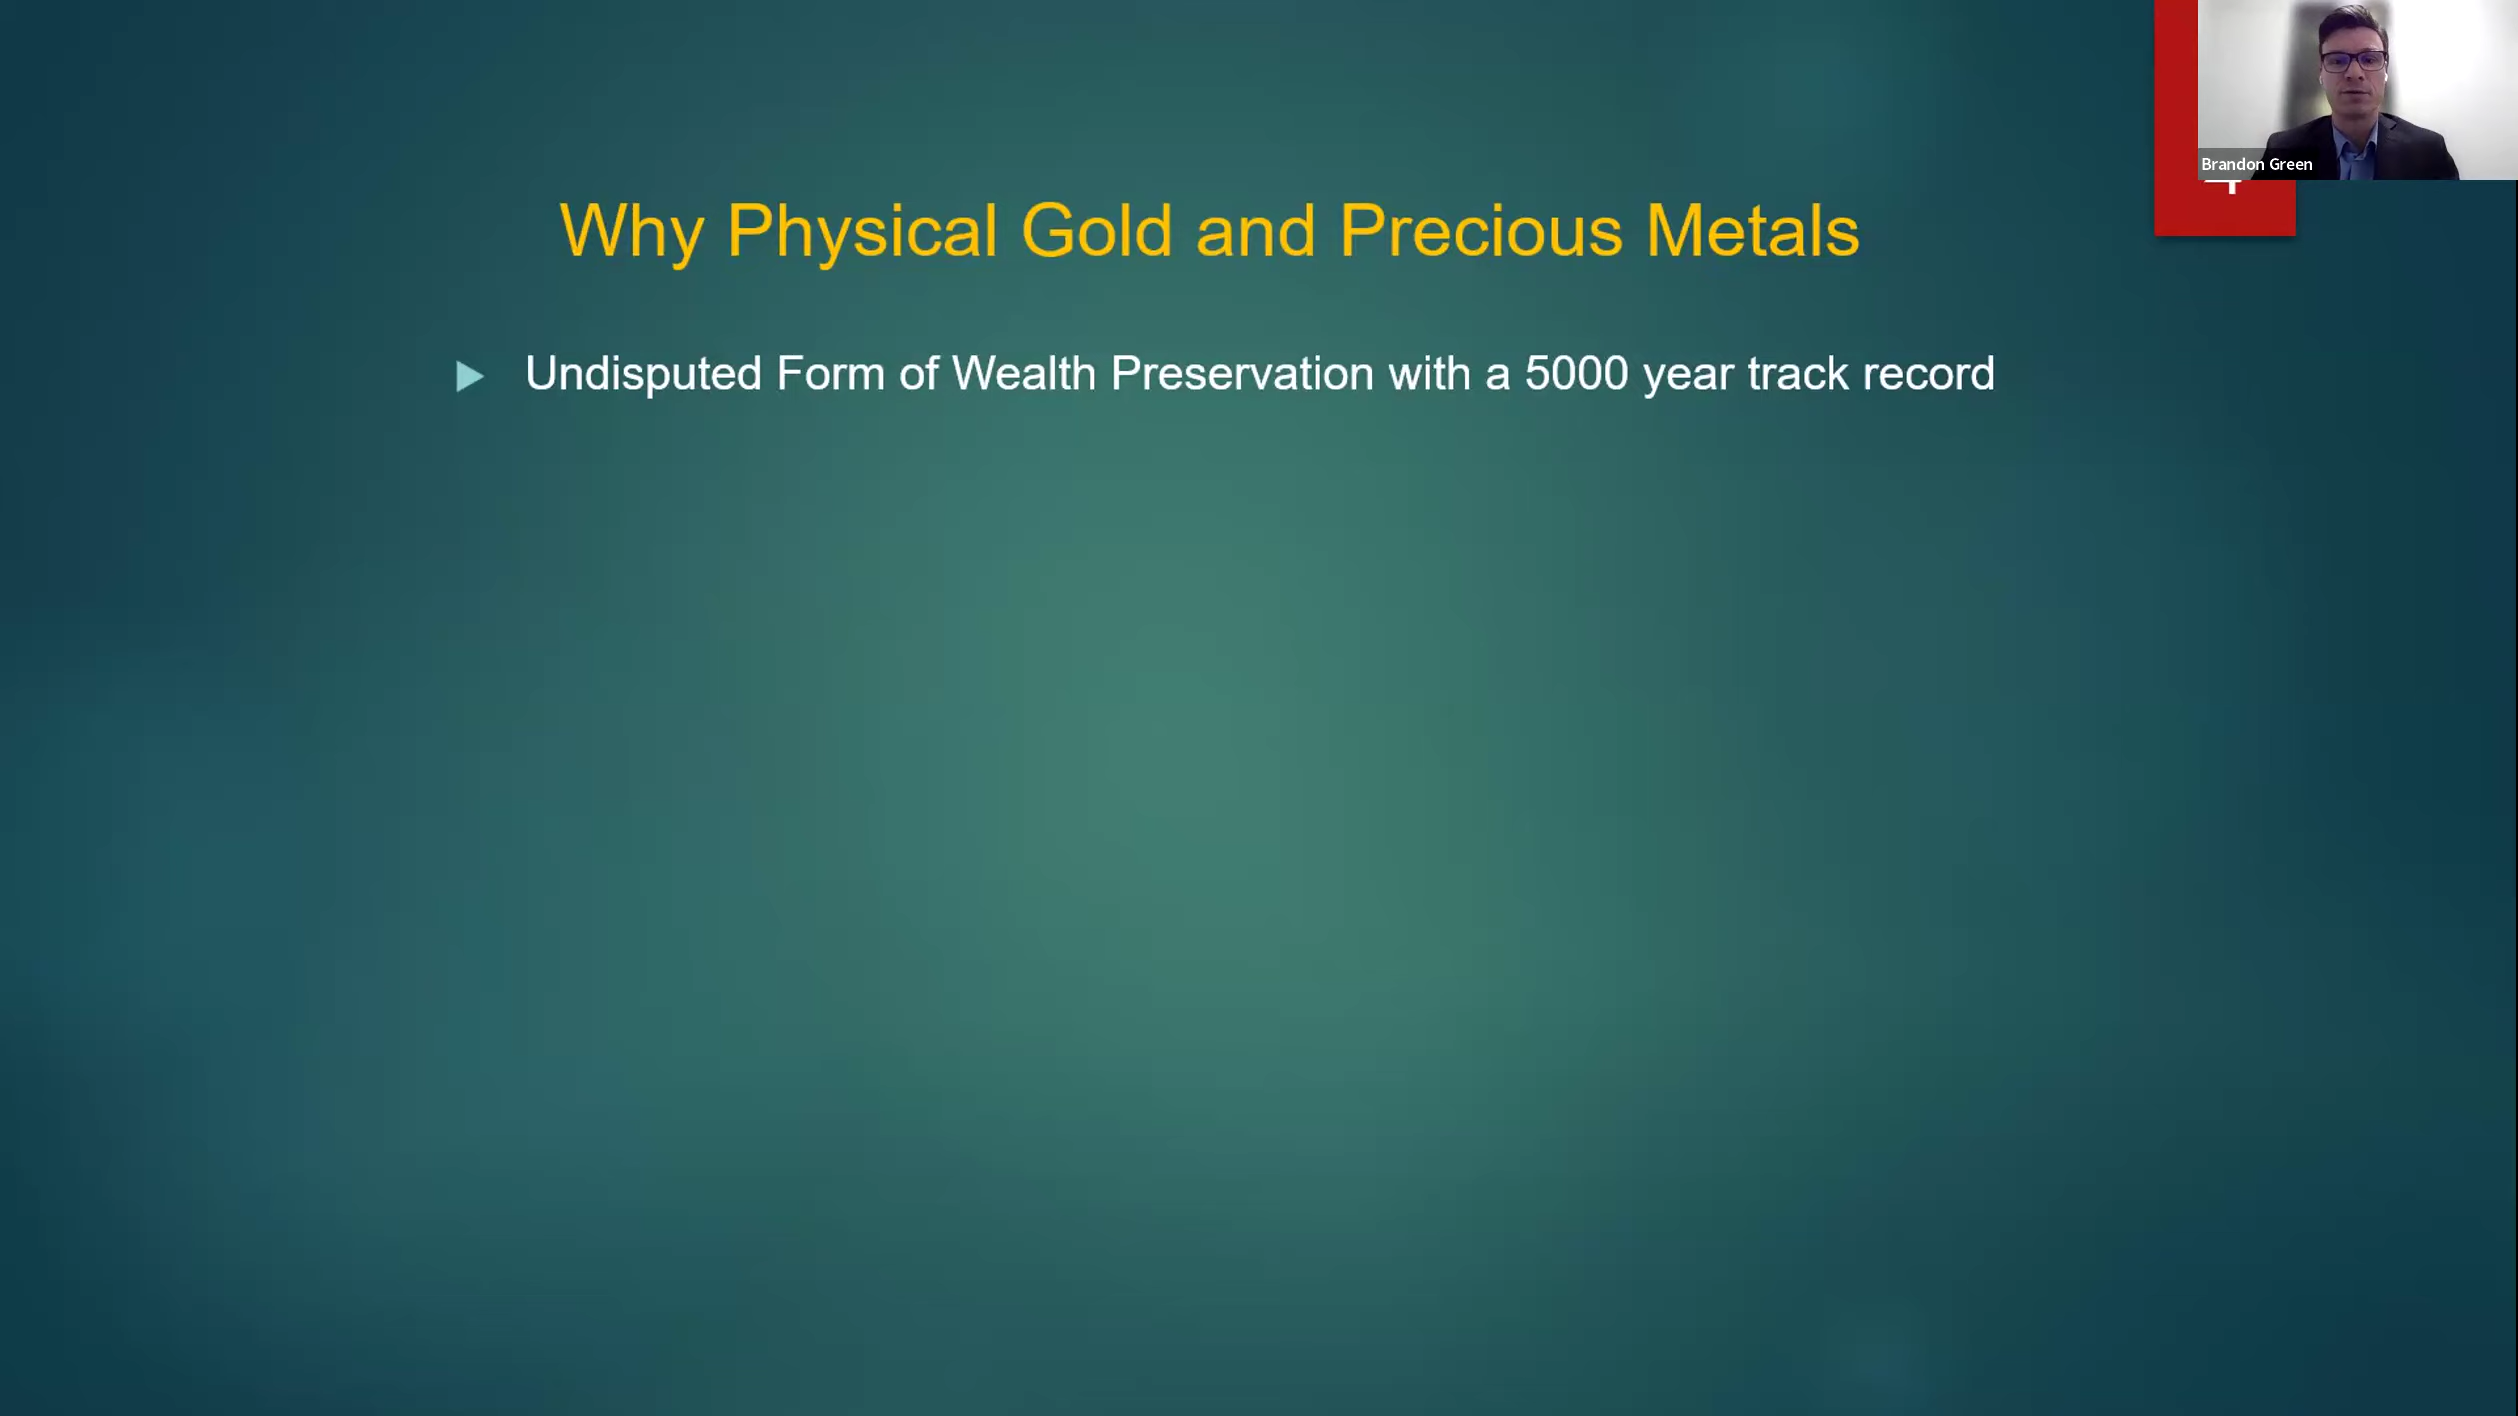 Brandon Green
Why Physical Gold and Precious Metals
Undisputed Form of Wealth Preservation with a 5000 year track record